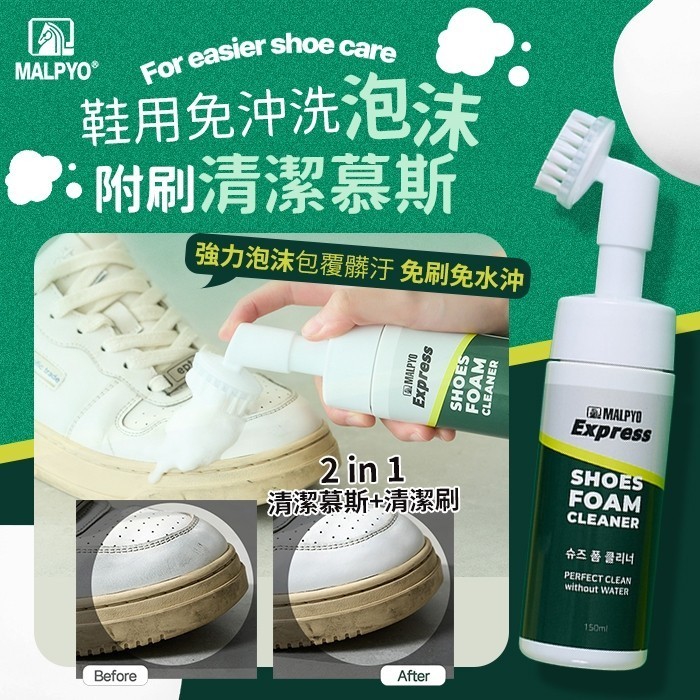 MALPYO®
For easier shoe care
鞋用免沖洗泡沫
附刷清潔慕斯
強力泡沫包覆髒汙 免刷免水沖
MALPYO
Express
SHOES
FOAM
CLEANER
2 in 1
清潔慕斯+清潔刷
Before
After
MALPYO
Express
SHOES
FOAM
CLEANER
슈즈 폼 클리너
PERFECT CLEAN
without WATER
150ml